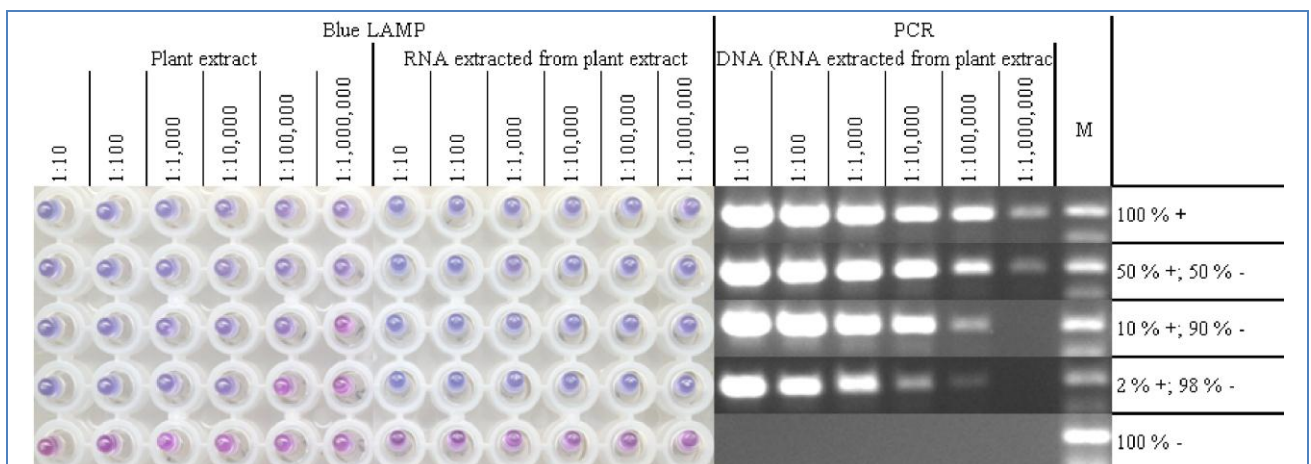 Blue LAMP
PCR
Plant extract
RNA extracted from plant extract
DNA (RNA extracted from plant extrac
1:10
1:100
1:1,000
1:10,000
1:100,000
1:1,000,000
1:10
1:100
1:1,000
1:10,000
1:100,000
1:1,000,000
1:10
1:100
1:1,000
1:10,000
1:100,000
1:1,000,000
M
100 % +
50 % +; 50 % -
10 % +; 90 % -
2 % +; 98 % -
100 % -